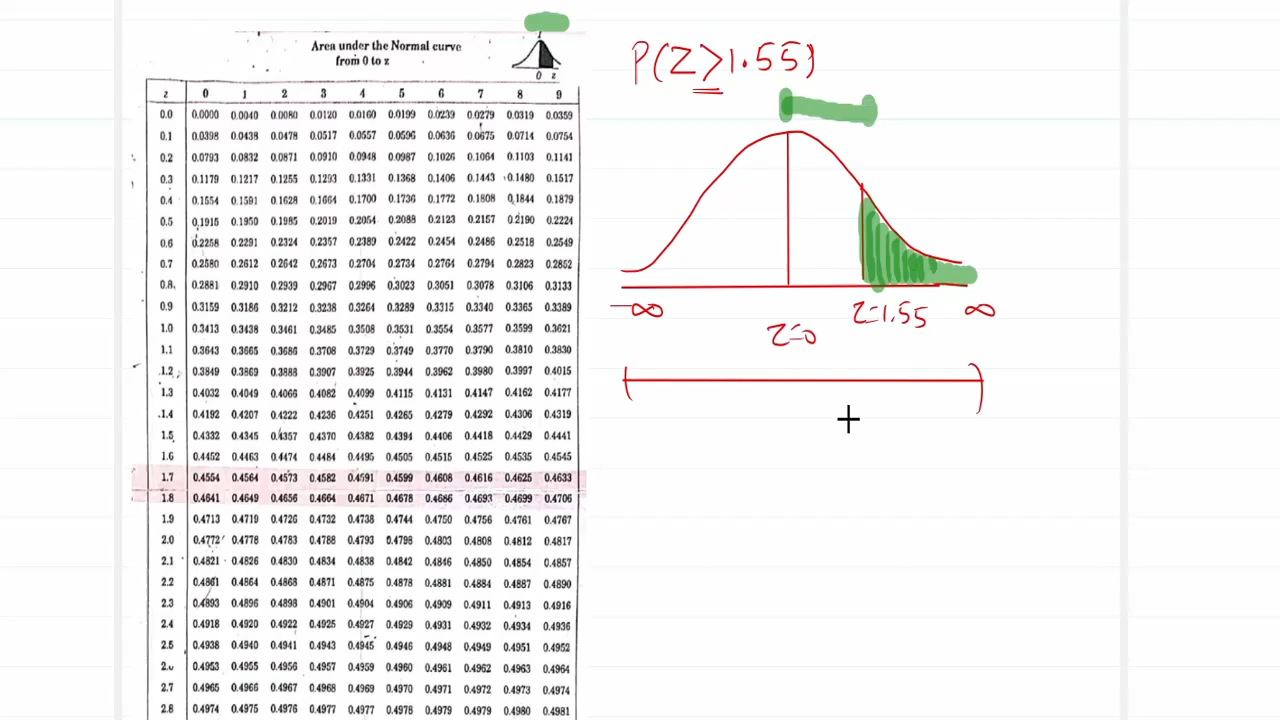 Area under the Normal curve
from 0 to z
0 z
z 0 1 2 3 4 5 6 7 8 9
0.0 0.0000 0.0040 0.0080 0.0120 0.0160 0.0199 0.0239 0.0279 0.0319 0.0359
0.1 0.0398 0.0438 0.0478 0.0517 0.0557 0.0596 0.0636 0.0675 0.0714 0.0754
0.2 0.0793 0.0832 0.0871 0.0910 0.0948 0.0987 0.1026 0.1064 0.1103 0.1141
0.3 0.1179 0.1217 0.1255 0.1293 0.1331 0.1368 0.1406 0.1443 0.1480 0.1517
0.4 0.1554 0.1591 0.1628 0.1664 0.1700 0.1736 0.1772 0.1808 0.1844 0.1879
0.5 0.1915 0.1950 0.1985 0.2019 0.2054 0.2088 0.2123 0.2157 0.2190 0.2224
0.6 0.2258 0.2291 0.2324 0.2357 0.2389 0.2422 0.2454 0.2486 0.2518 0.2549
0.7 0.2580 0.2612 0.2642 0.2673 0.2704 0.2734 0.2764 0.2794 0.2823 0.2852
0.8 0.2881 0.2910 0.2939 0.2967 0.2996 0.3023 0.3051 0.3078 0.3106 0.3133
0.9 0.3159 0.3186 0.3212 0.3238 0.3264 0.3289 0.3315 0.3340 0.3365 0.3389
1.0 0.3413 0.3438 0.3461 0.3485 0.3508 0.3531 0.3554 0.3577 0.3599 0.3621
1.1 0.3643 0.3665 0.3686 0.3708 0.3729 0.3749 0.3770 0.3790 0.3810 0.3830
1.2 0.3849 0.3869 0.3888 0.3907 0.3925 0.3944 0.3962 0.3980 0.3997 0.4015
1.3 0.4032 0.4049 0.4066 0.4082 0.4099 0.4115 0.4131 0.4147 0.4162 0.4177
1.4 0.4192 0.4207 0.4222 0.4236 0.4251 0.4265 0.4279 0.4292 0.4306 0.4319
1.5 0.4332 0.4345 0.4357 0.4370 0.4382 0.4394 0.4406 0.4418 0.4429 0.4441
1.6 0.4452 0.4463 0.4474 0.4484 0.4495 0.4505 0.4515 0.4525 0.4535 0.4545
1.7 0.4554 0.4564 0.4573 0.4582 0.4591 0.4599 0.4608 0.4616 0.4625 0.4633
1.8 0.4641 0.4649 0.4656 0.4664 0.4671 0.4678 0.4686 0.4693 0.4699 0.4706
1.9 0.4713 0.4719 0.4726 0.4732 0.4738 0.4744 0.4750 0.4756 0.4761 0.4767
2.0 0.4772 0.4778 0.4783 0.4788 0.4793 0.4798 0.4803 0.4808 0.4812 0.4817
2.1 0.4821 0.4826 0.4830 0.4834 0.4838 0.4842 0.4846 0.4850 0.4854 0.4857
2.2 0.4861 0.4864 0.4868 0.4871 0.4875 0.4878 0.4881 0.4884 0.4887 0.4890
2.3 0.4893 0.4896 0.4898 0.4901 0.4904 0.4906 0.4909 0.4911 0.4913 0.4916
2.4 0.4918 0.4920 0.4922 0.4925 0.4927 0.4929 0.4931 0.4932 0.4934 0.4936
2.5 0.4938 0.4940 0.4941 0.4943 0.4945 0.4946 0.4948 0.4949 0.4951 0.4952
2.6 0.4953 0.4955 0.4956 0.4957 0.4959 0.4960 0.4961 0.4962 0.4963 0.4964
2.7 0.4965 0.4966 0.4967 0.4968 0.4969 0.4970 0.4971 0.4972 0.4973 0.4974
2.8 0.4974 0.4975 0.4976 0.4977 0.4977 0.4978 0.4979 0.4979 0.4980 0.4981
P(Z>1.55)
-∞ Z=1.55 ∞
Z=0